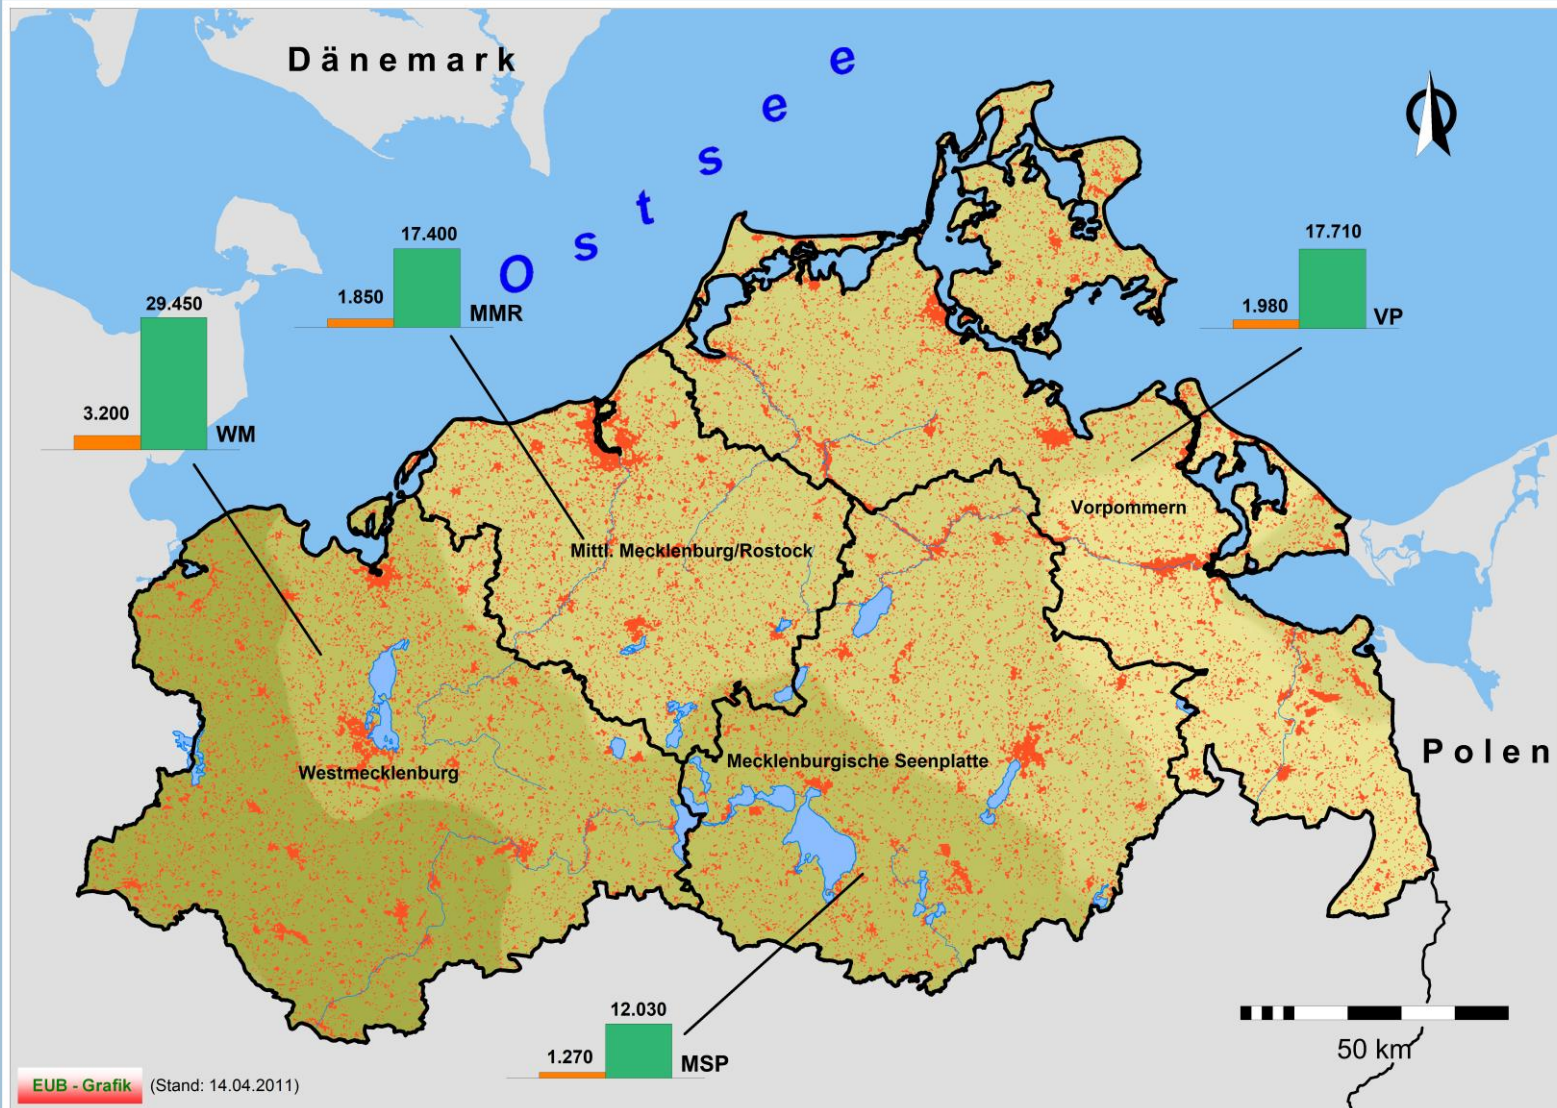 Dänemark
Ostsee
17.400
1.850
MMR
17.710
1.980
VP
29.450
3.200
WM
Vorpommern
Mittl. Mecklenburg/Rostock
Polen
Mecklenburgische Seenplatte
Westmecklenburg
12.030
1.270
MSP
50 km
EUB - Grafik (Stand: 14.04.2011)